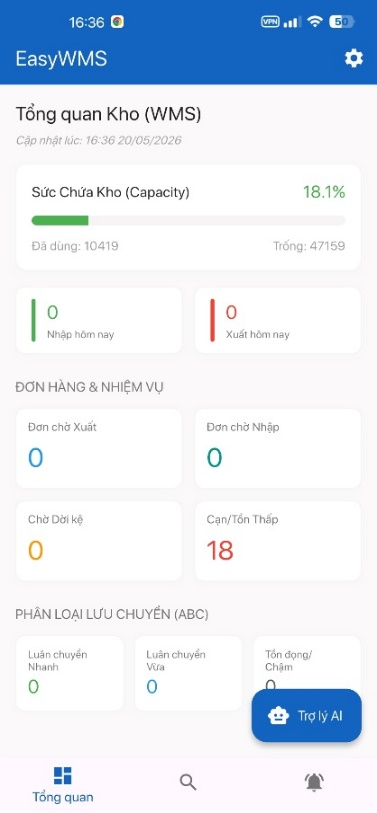 16:36
VPN
50
EasyWMS
Tổng quan Kho (WMS)
Cập nhật lúc: 16:36 20/05/2026
Sức Chứa Kho (Capacity) 18.1%
Đã dùng: 10419 Trống: 47159
0 0
Nhập hôm nay Xuất hôm nay
ĐƠN HÀNG & NHIỆM VỤ
Đơn chờ Xuất Đơn chờ Nhập
0 0
Chờ Dời kệ Cạn/Tồn Thấp
0 18
PHÂN LOẠI LƯU CHUYỂN (ABC)
Luân chuyển
Nhanh
0
Luân chuyển
Vừa
0
Tồn đọng/
Chậm
0
Trợ lý AI
Tổng quan